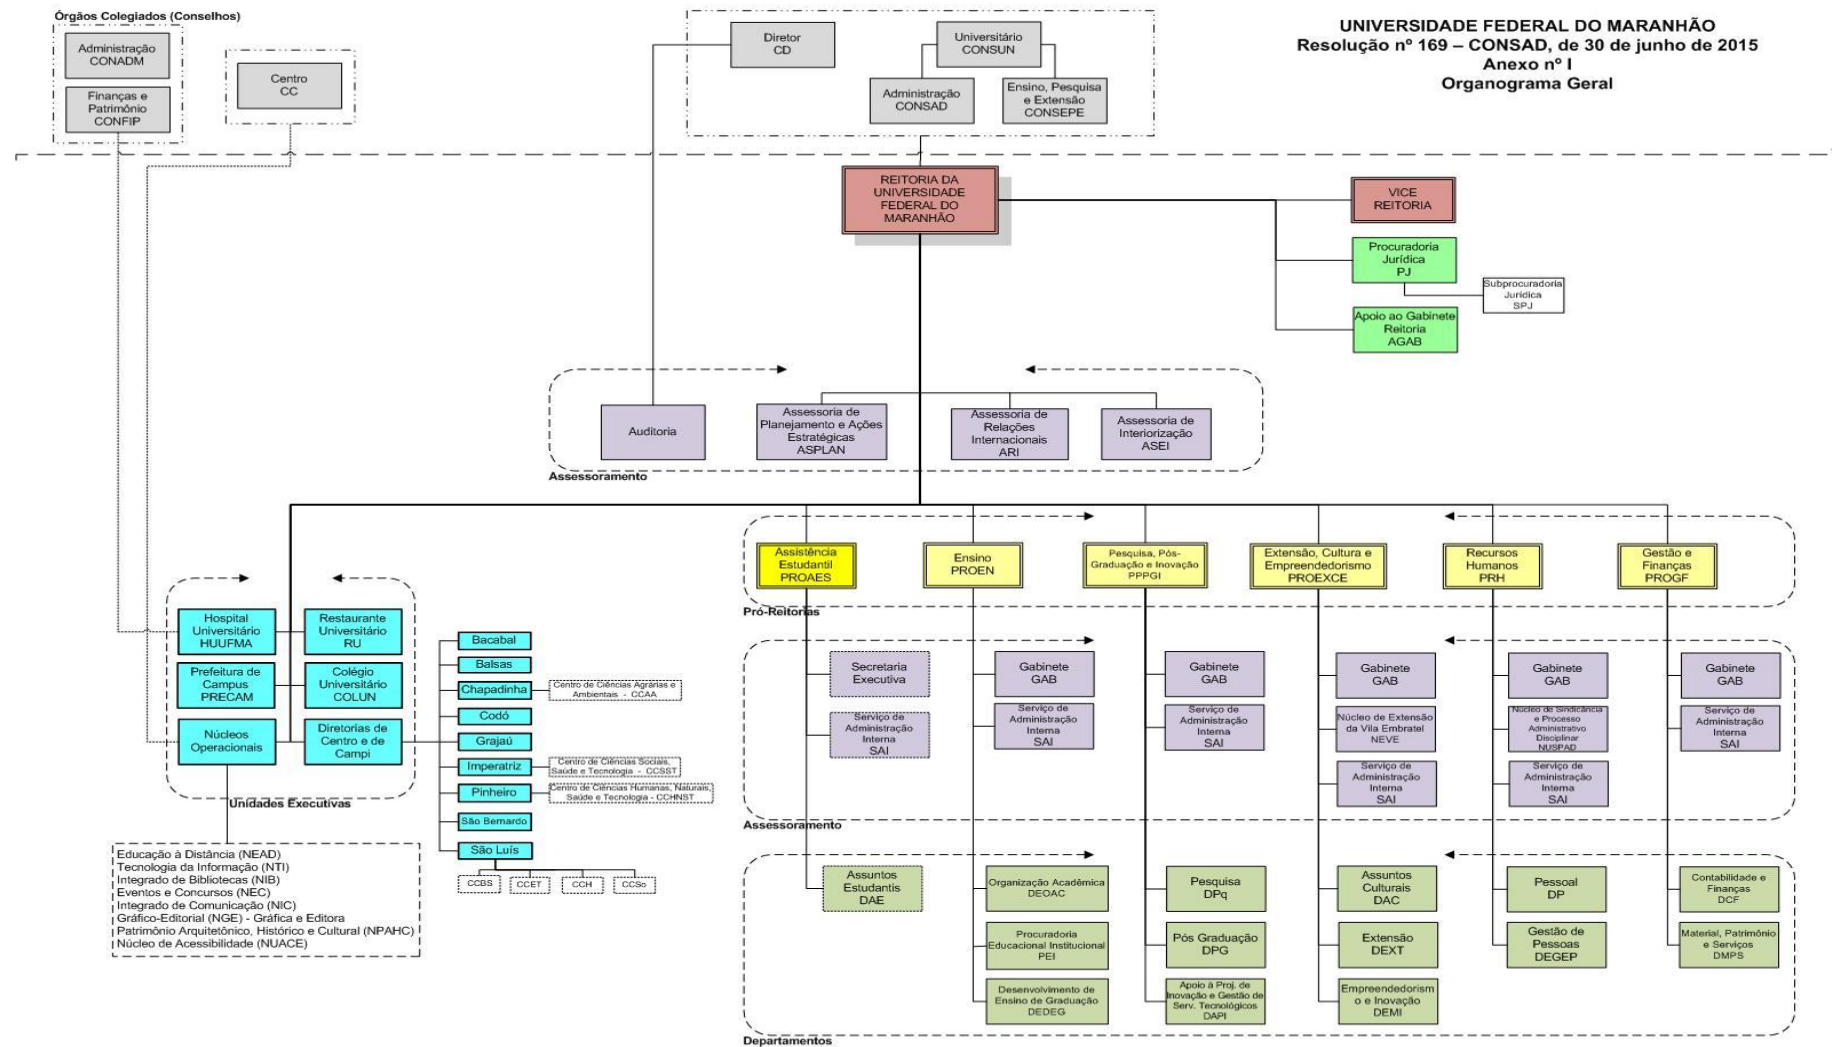 Órgãos Colegiados (Conselhos)
Administração
CONADM
Finanças e
Patrimônio
CONFIP
Centro
CC
Diretor
CD
Universitário
CONSUN
Administração
CONSAD
Ensino, Pesquisa
e Extensão
CONSEPE
UNIVERSIDADE FEDERAL DO MARANHÃO
Resolução nº 169 – CONSAD, de 30 de junho de 2015
Anexo nº I
Organograma Geral
REITORIA DA
UNIVERSIDADE
FEDERAL DO
MARANHÃO
VICE
REITORIA
Procuradoria
Jurídica
PJ
Subprocuradoria
Jurídica
SPJ
Apoio ao Gabinete
Reitoria
AGAB
Auditoria
Assessoria de
Planejamento e Ações
Estratégicas
ASPLAN
Assessoria de
Relações
Internacionais
ARI
Assessoria de
Interiorização
ASEI
Assessoramento
Assistência
Estudantil
PROAES
Ensino
PROEN
Pesquisa, Pós-
Graduação e Inovação
PPPGI
Extensão, Cultura e
Empreendedorismo
PROEXCE
Recursos
Humanos
PRH
Gestão e
Finanças
PROGF
Pró-Reitorias
Hospital
Universitário
HUUFMA
Restaurante
Universitário
RU
Prefeitura de
Campus
PRECAM
Colégio
Universitário
COLUN
Núcleos
Operacionais
Diretorias de
Centro e de
Campi
Unidades Executivas
Bacabal
Balsas
Chapadinha
Centro de Ciências Agrárias e
Ambientais - CCAA
Codó
Grajaú
Imperatriz
Centro de Ciências Sociais,
Saúde e Tecnologia - CCSST
Pinheiro
Centro de Ciências Humanas, Naturais,
Saúde e Tecnologia - CCHNST
São Bernardo
São Luís
CCBS
CCET
CCH
CCSo
Educação à Distância (NEAD)
Tecnologia da Informação (NTI)
Integrado de Bibliotecas (NIB)
Eventos e Concursos (NEC)
Integrado de Comunicação (NIC)
Gráfico-Editorial (NGE) - Gráfica e Editora
Patrimônio Arquitetônico, Histórico e Cultural (NPAHC)
Núcleo de Acessibilidade (NUACE)
Secretaria
Executiva
Serviço de
Administração
Interna
SAI
Gabinete
GAB
Serviço de
Administração
Interna
SAI
Gabinete
GAB
Serviço de
Administração
Interna
SAI
Gabinete
GAB
Núcleo de Extensão
da Vila Embratel
NEVE
Serviço de
Administração
Interna
SAI
Gabinete
GAB
Núcleo de Sindicância
e Processo
Administrativo
Disciplinar
NUSPAD
Serviço de
Administração
Interna
SAI
Gabinete
GAB
Serviço de
Administração
Interna
SAI
Assessoramento
Assuntos
Estudantis
DAE
Organização Acadêmica
DEOAC
Procuradoria
Educacional Institucional
PEI
Desenvolvimento de
Ensino de Graduação
DEDEG
Pesquisa
DPq
Pós Graduação
DPG
Apoio à Proj. de
Inovação e Gestão de
Serv. Tecnológicos
DAPI
Assuntos
Culturais
DAC
Extensão
DEXT
Empreendedorism
o e Inovação
DEMI
Pessoal
DP
Gestão de
Pessoas
DEGEP
Contabilidade e
Finanças
DCF
Material, Patrimônio
e Serviços
DMPS
Departamentos